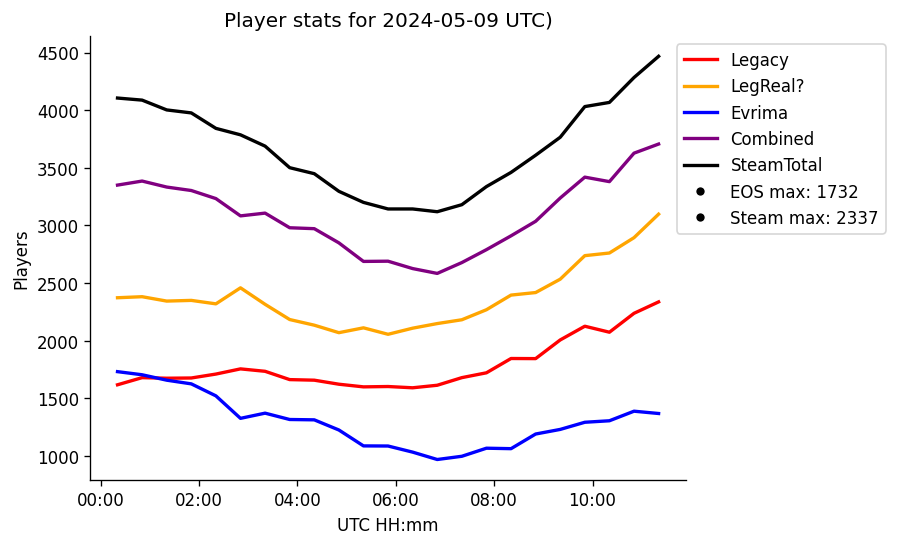 Player stats for 2024-05-09 UTC)
Players
4500
4000
3500
3000
2500
2000
1500
1000
00:00 02:00 04:00 06:00 08:00 10:00
UTC HH:mm
Legacy
LegReal?
Evrima
Combined
SteamTotal
EOS max: 1732
Steam max: 2337